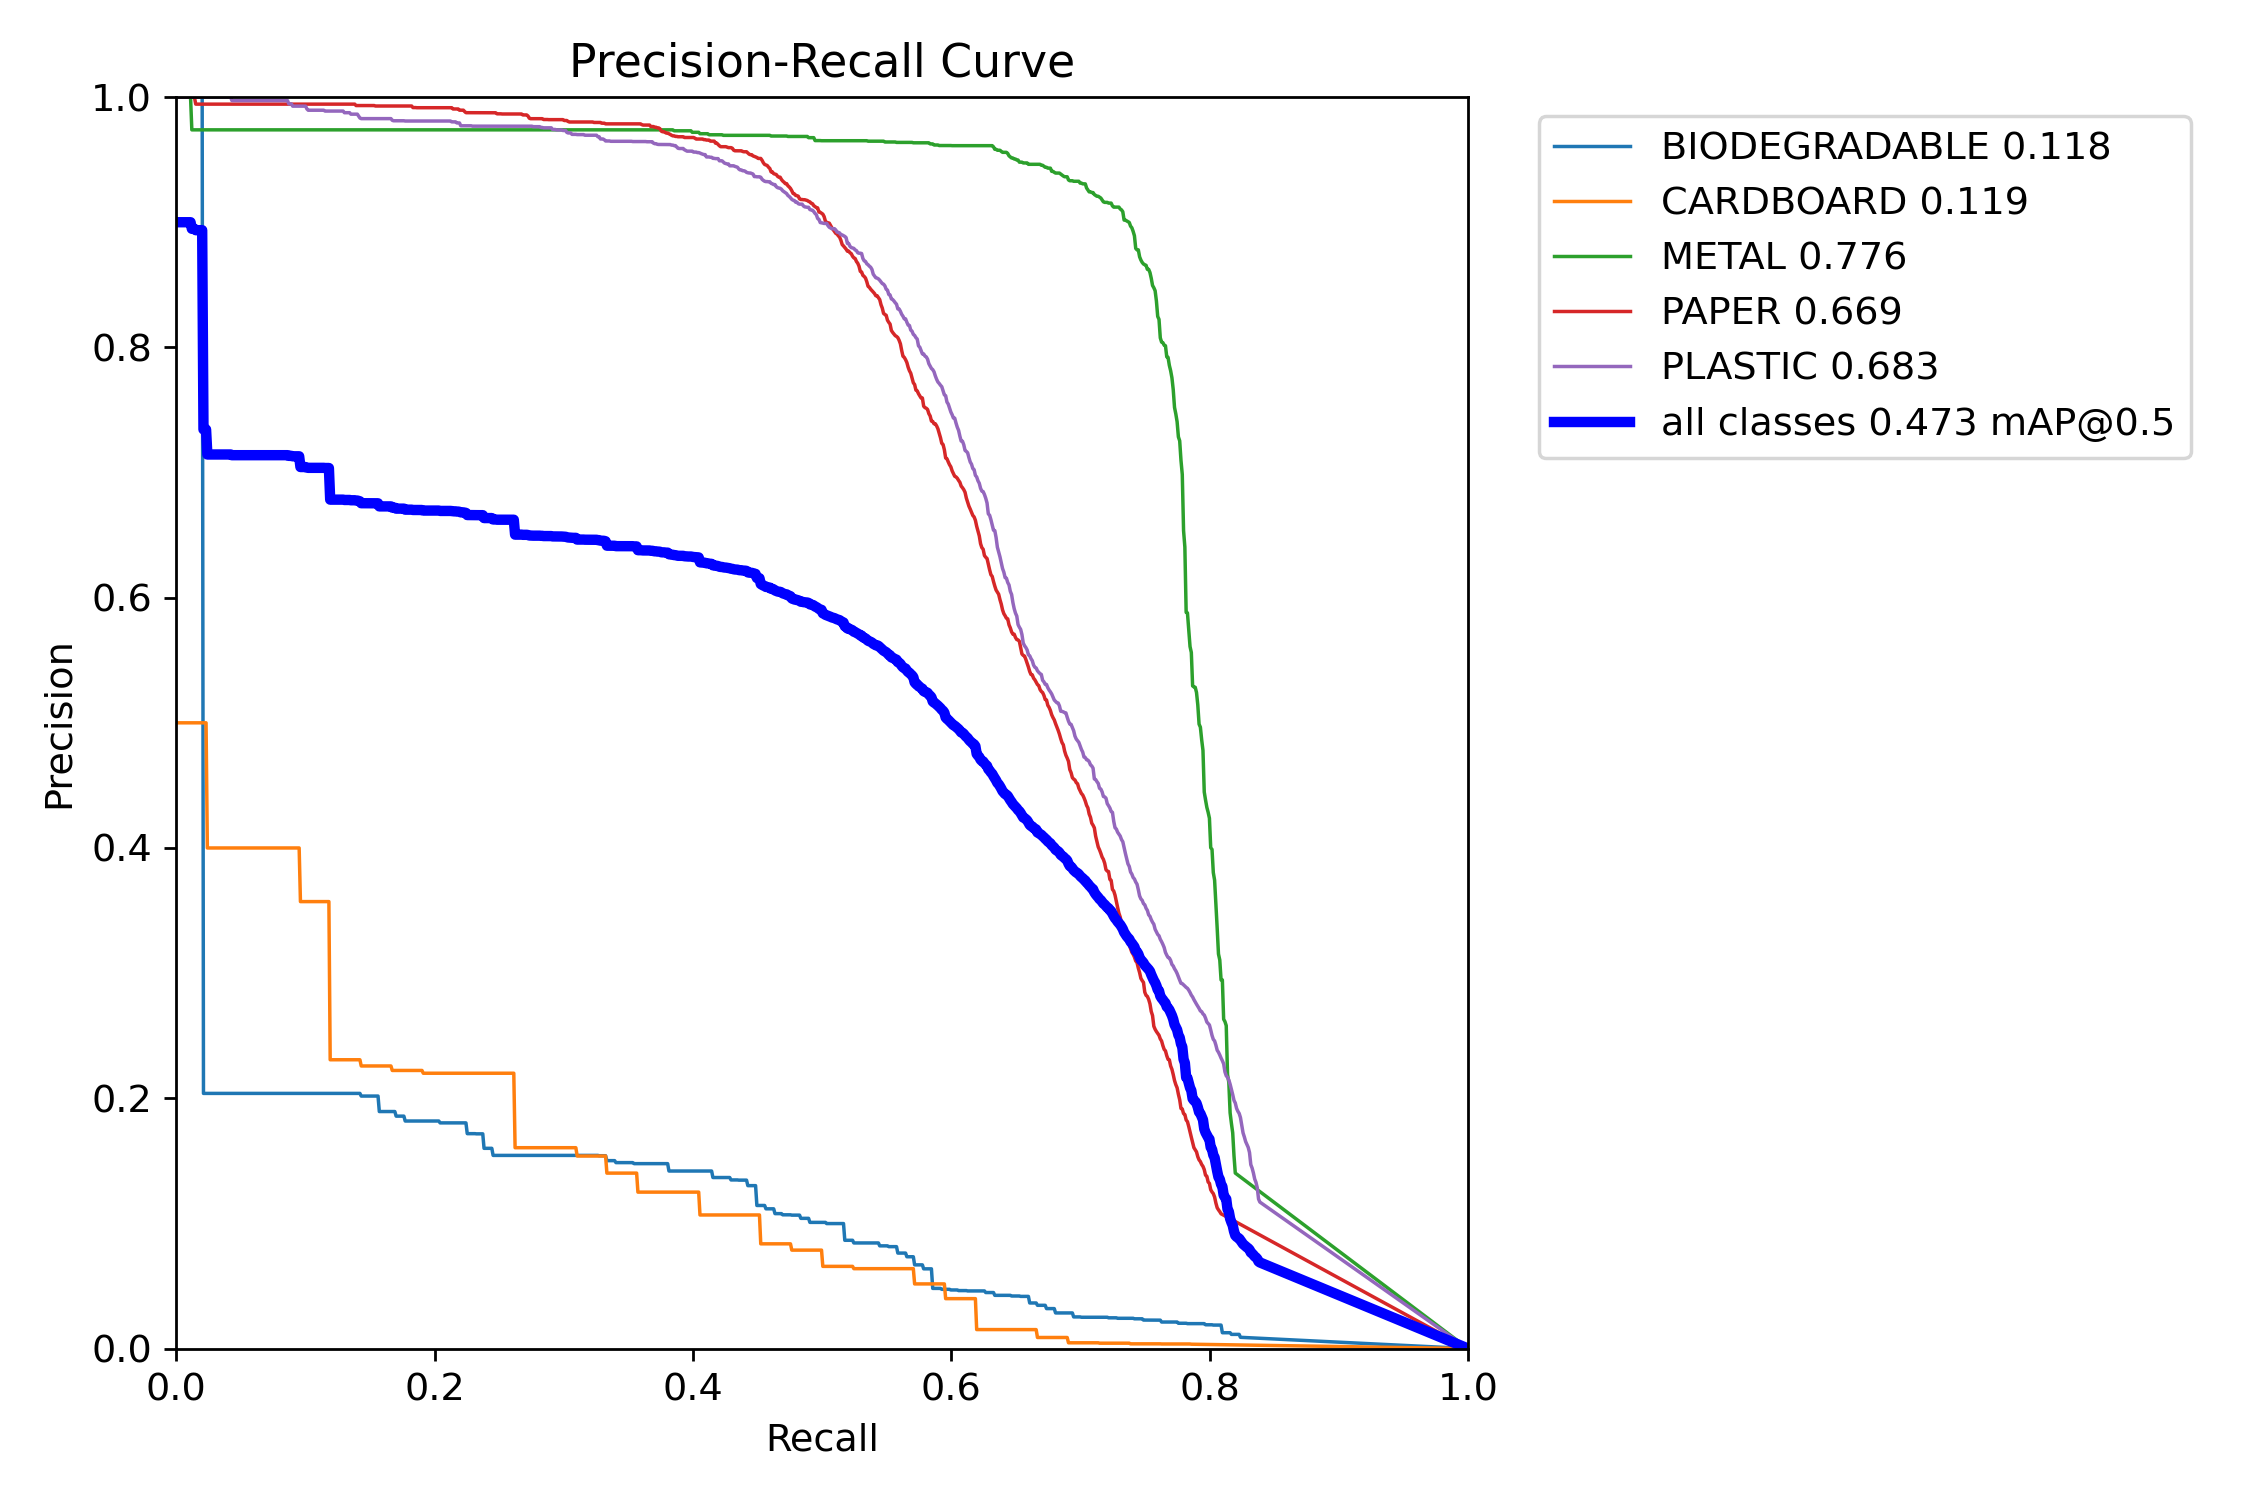 Precision-Recall Curve
1.0
0.8
0.6
0.4
0.2
0.0
Precision
0.0 0.2 0.4 0.6 0.8 1.0
Recall
BIODEGRADABLE 0.118
CARDBOARD 0.119
METAL 0.776
PAPER 0.669
PLASTIC 0.683
all classes 0.473 mAP@0.5